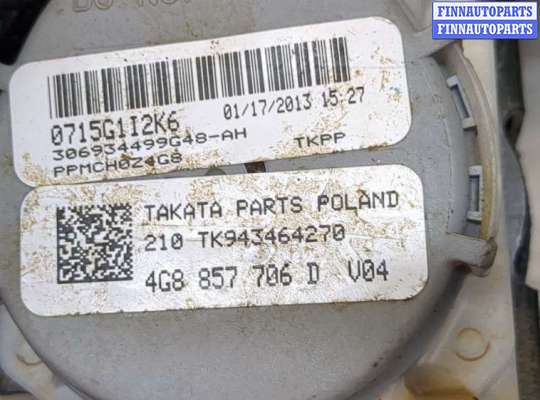 FINNAUTOPARTS
FINNAUTOPARTS
0715G1I2K6
01/17/2013 15:27
306934499G48-AH
TKPP
PPMCH0Z4G8
TAKATA PARTS POLAND
210 TK943464270
4G8 857 706 D V04